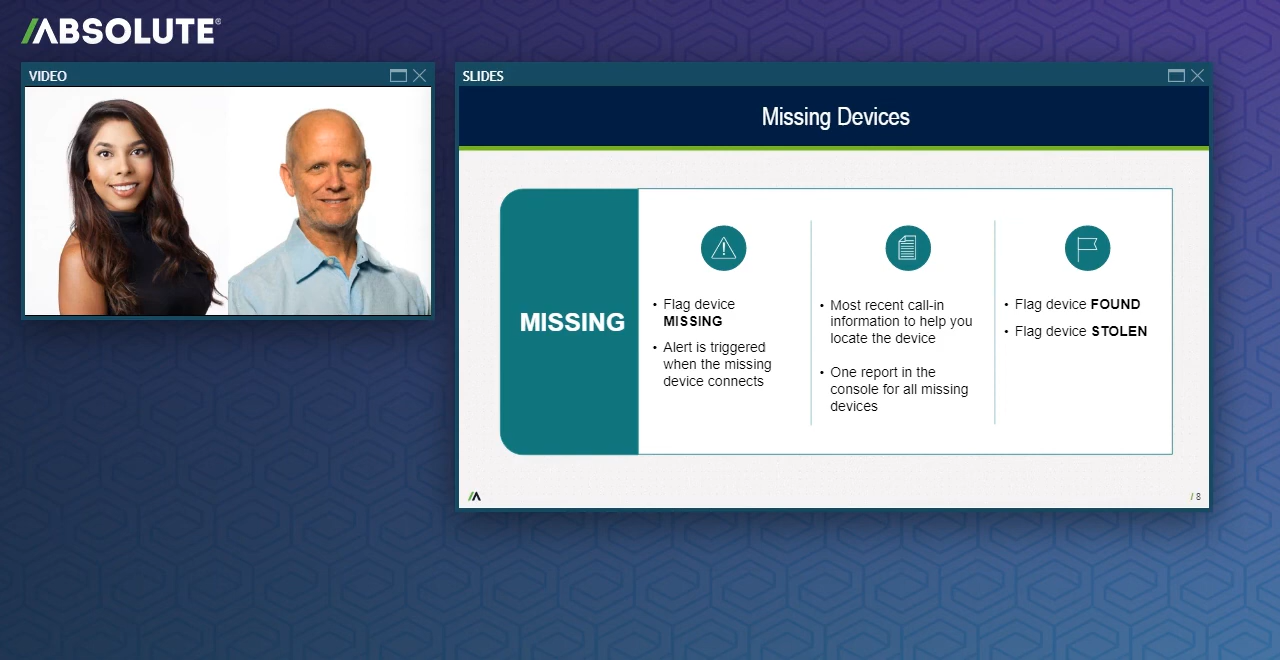 ABSOLUTE®
VIDEO
SLIDES
Missing Devices
MISSING
• Flag device
MISSING
• Alert is triggered
when the missing
device connects
• Most recent call-in
information to help you
locate the device
• One report in the
console for all missing
devices
• Flag device FOUND
• Flag device STOLEN
/ 8